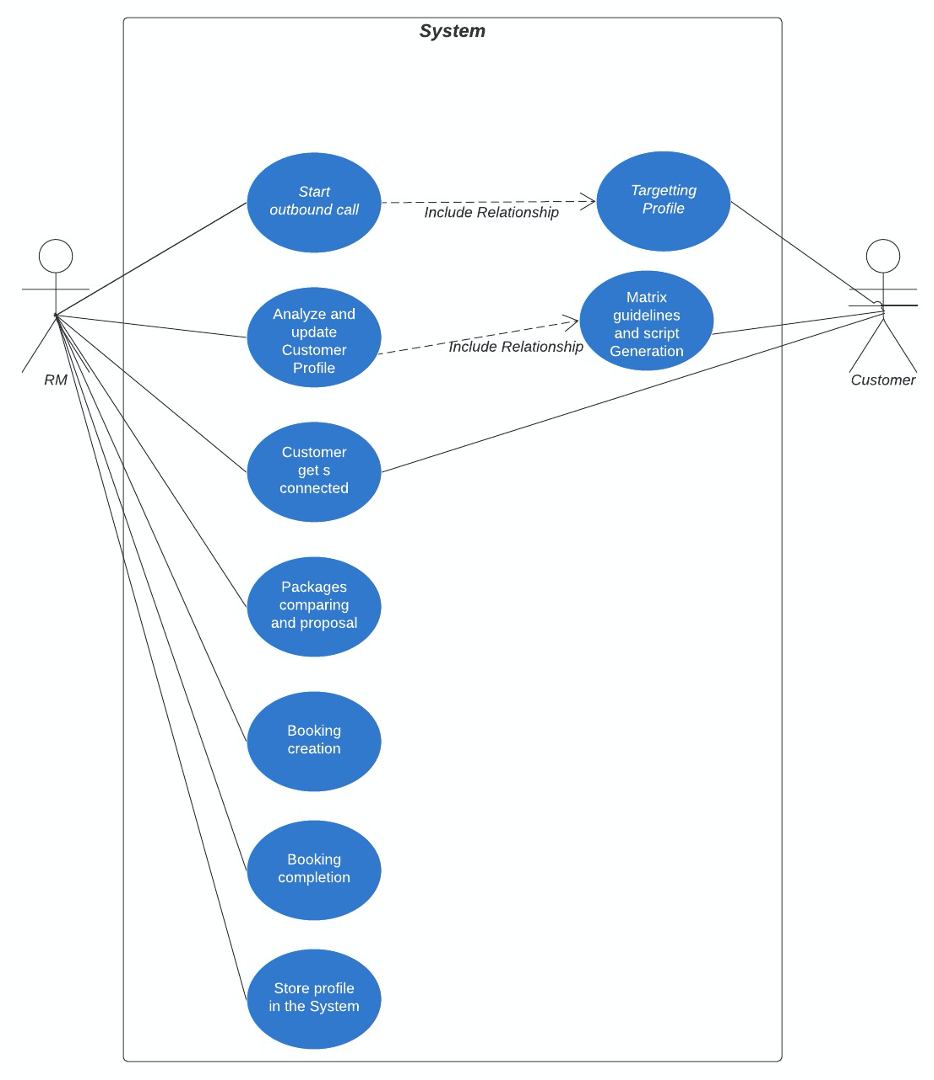 System
Start
outbound call
Include Relationship
Targetting
Profile
Analyze and
update
Customer
Profile
Include Relationship
Matrix
guidelines
and script
Generation
RM
Customer
Customer
get s
connected
Packages
comparing
and proposal
Booking
creation
Booking
completion
Store profile
in the System